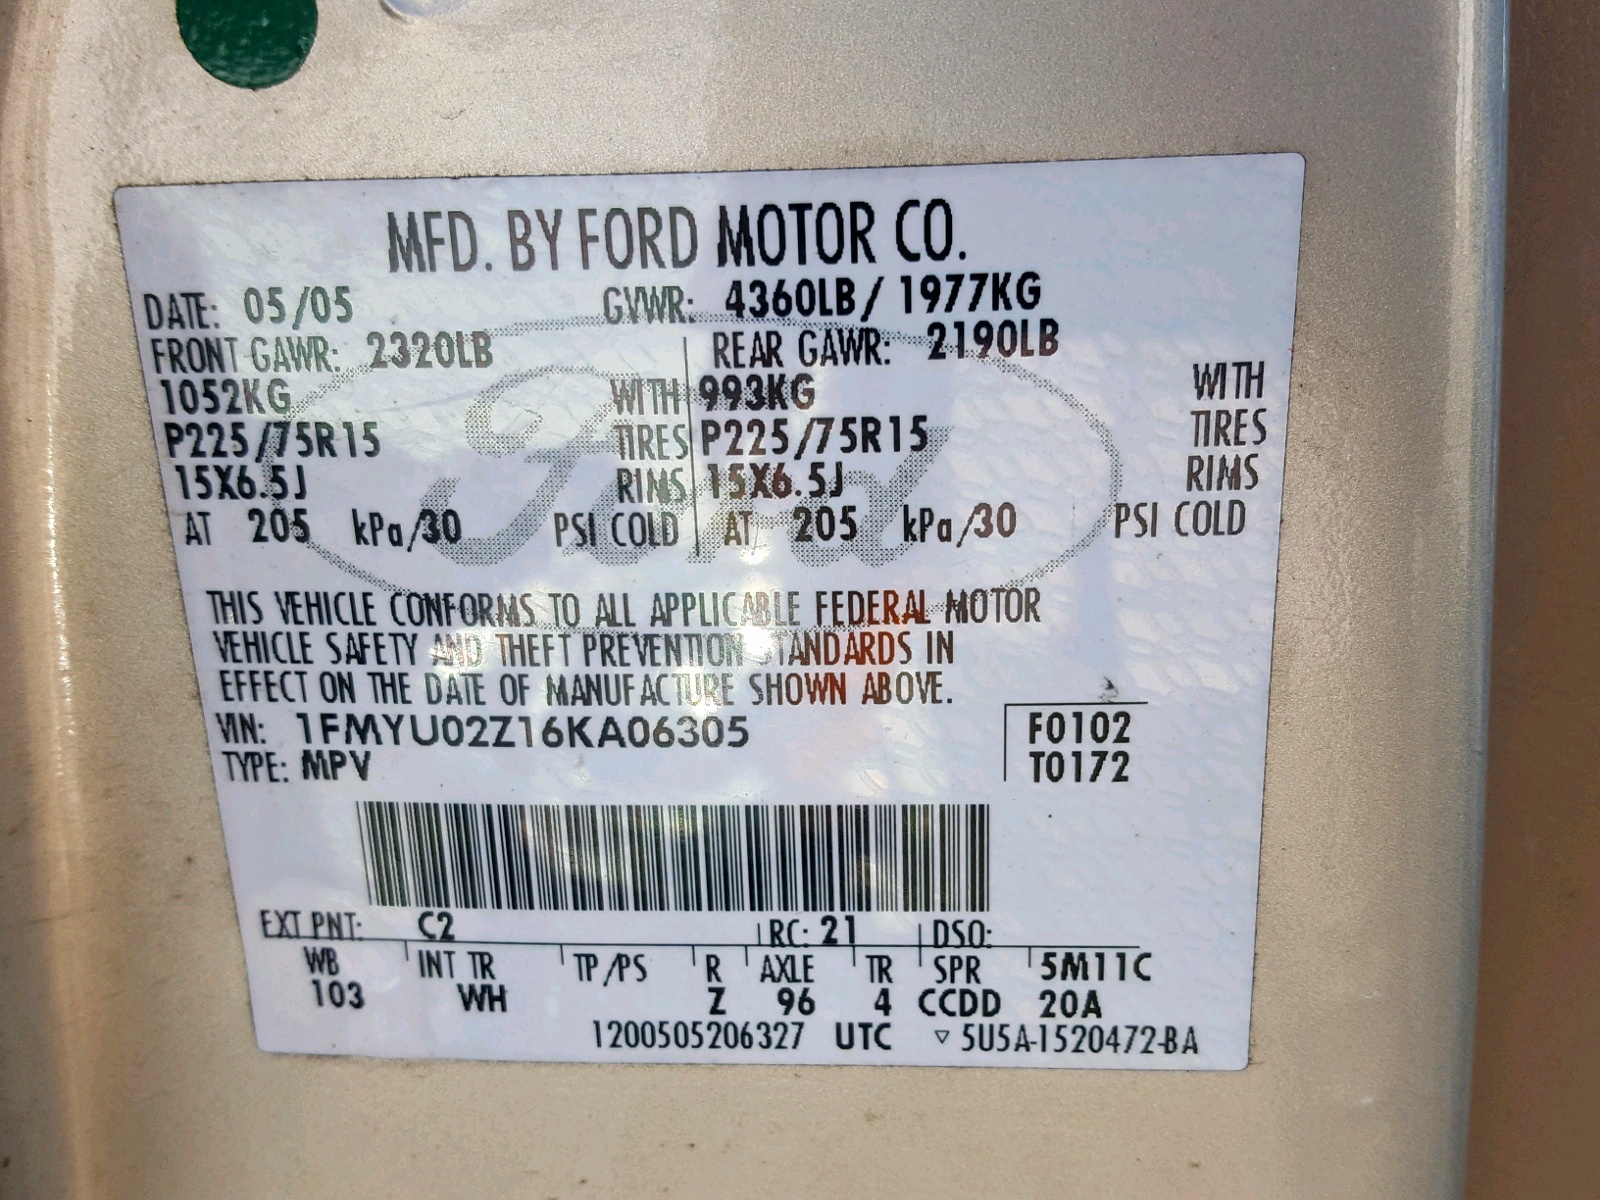 MFD. BY FORD MOTOR CO.
DATE: 05/05 GVWR: 4360LB/ 1977KG
FRONT GAWR: 2320LB REAR GAWR: 2190LB
1052KG WITH 993KG WITH
P225/75R15 TIRES P225/75R15 TIRES
15X6.5J RIMS 15X6.5J RIMS
AT 205 kPa/30 PSI COLD AT 205 kPa/30 PSI COLD
Ford
THIS VEHICLE CONFORMS TO ALL APPLICABLE FEDERAL MOTOR
VEHICLE SAFETY AND THEFT PREVENTION STANDARDS IN
EFFECT ON THE DATE OF MANUFACTURE SHOWN ABOVE.
VIN: 1FMYU02Z16KA06305 F0102
TYPE: MPV T0172
EXT PNT: C2 RC: 21 DSO:
WB INT TR TP/PS R AXLE TR SPR 5M11C
103 WH Z 96 4 CCDD 20A
1200505206327 UTC ▿ 5U5A-1520472-BA